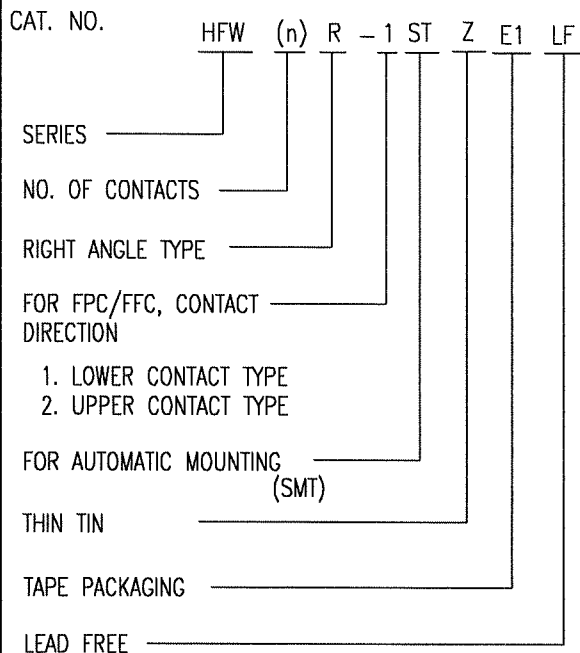 CAT. NO.
HFW (n) R - 1 ST Z E1 LF
SERIES
NO. OF CONTACTS
RIGHT ANGLE TYPE
FOR FPC/FFC, CONTACT
DIRECTION
1. LOWER CONTACT TYPE
2. UPPER CONTACT TYPE
FOR AUTOMATIC MOUNTING
(SMT)
THIN TIN
TAPE PACKAGING
LEAD FREE